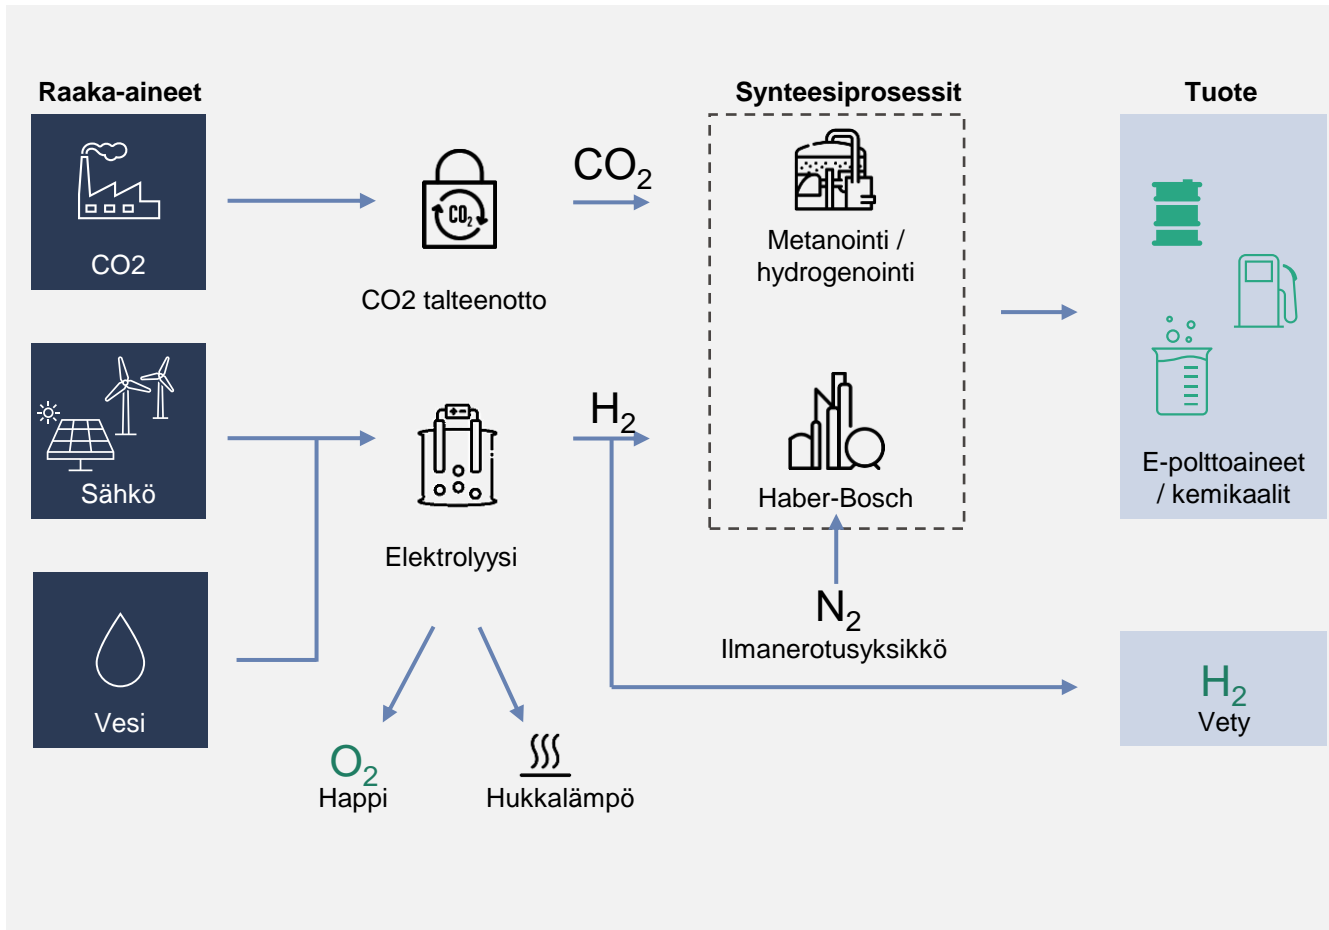 Raaka-aineet
Synteesiprosessit
Tuote
CO2
CO₂
CO2 talteenotto
CO₂
Metanointi /
hydrogenointi
Sähkö
Elektrolyysi
H₂
Haber-Bosch
E-polttoaineet
/ kemikaalit
Vesi
N₂
Ilmanerotusyksikkö
O₂
Happi
Hukkalämpö
H₂
Vety